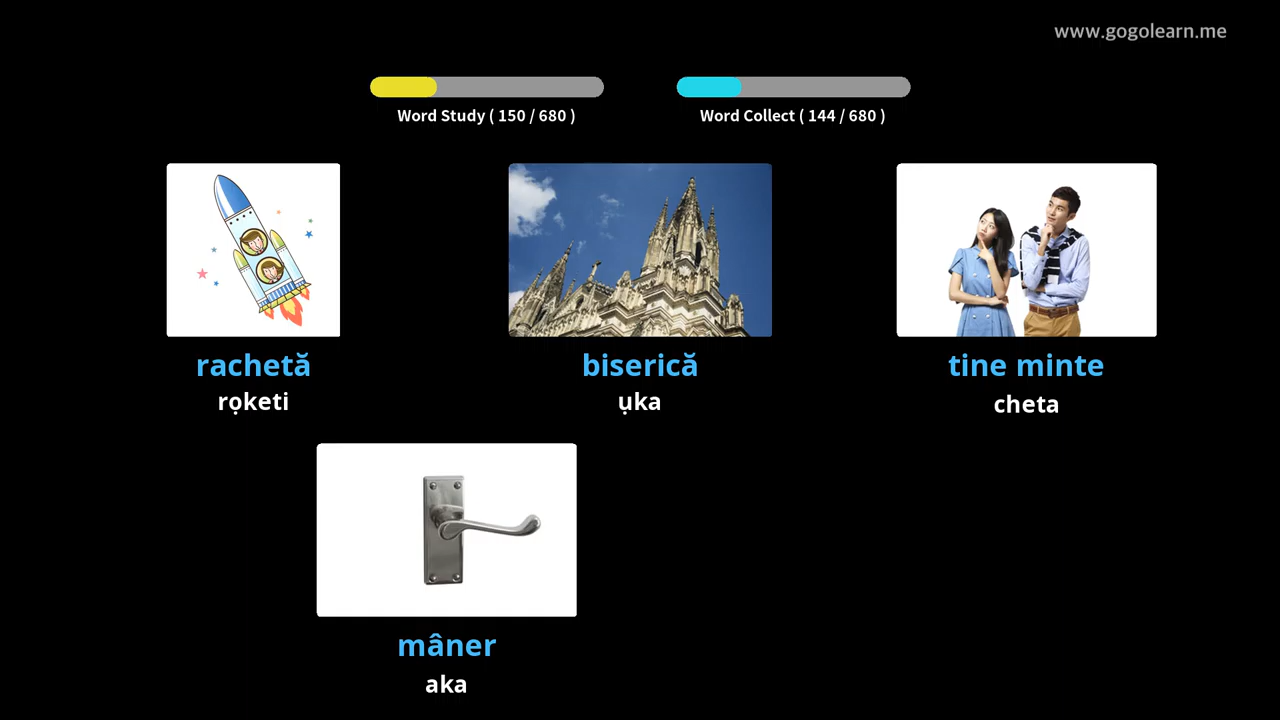 www.gogolearn.me
Word Study ( 150 / 680 )
Word Collect ( 144 / 680 )
rachetă
rọketi
biserică
ụka
tine minte
cheta
mâner
aka